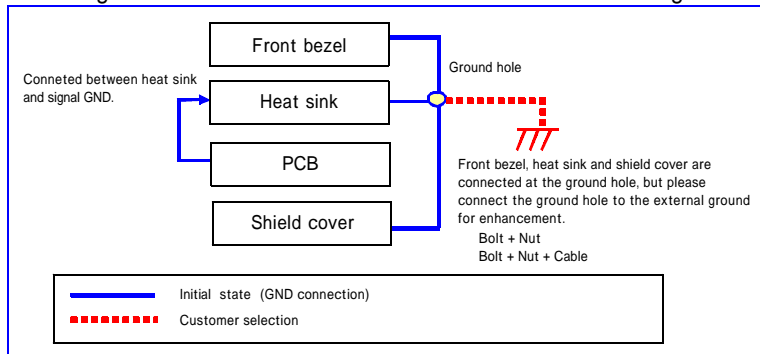 Front bezel
Ground hole
Conneted between heat sink
and signal GND.
Heat sink
PCB
Front bezel, heat sink and shield cover are
connected at the ground hole, but please
connect the ground hole to the external ground
for enhancement.
Bolt + Nut
Bolt + Nut + Cable
Shield cover
Initial state (GND connection)
Customer selection